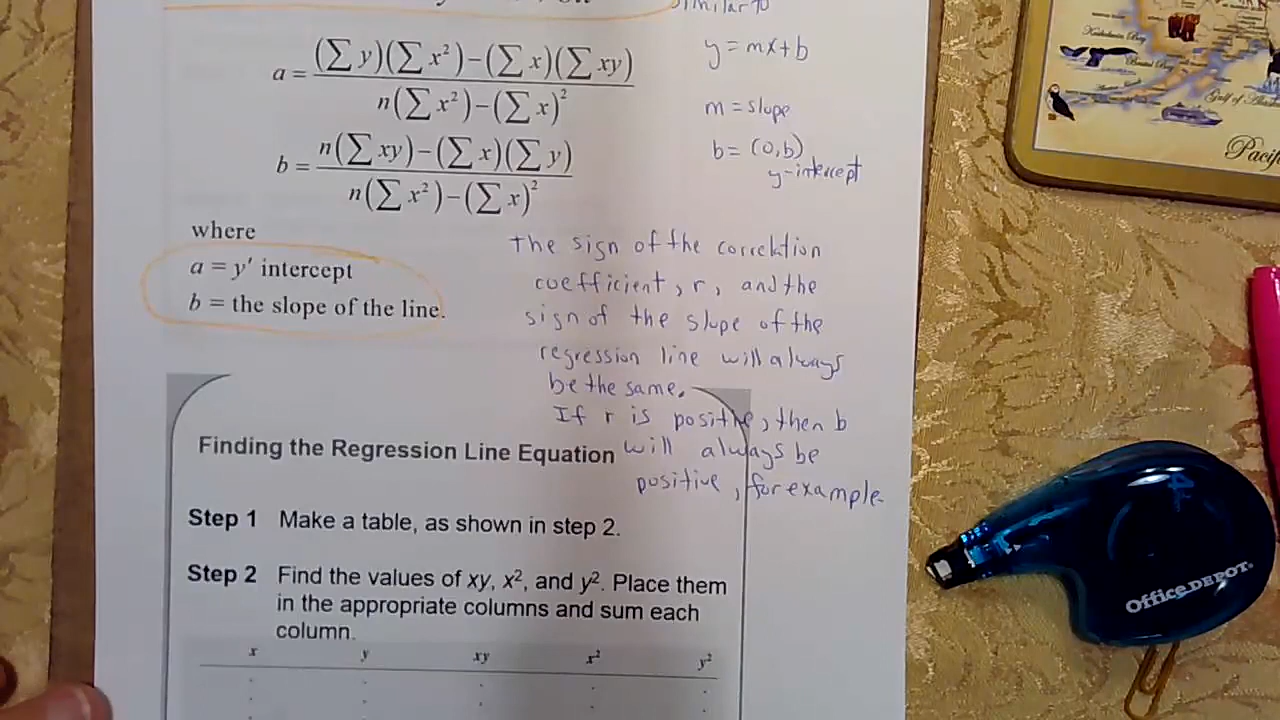 similar to
y = mx + b
a = (∑ y)(∑ x²) − (∑ x)(∑ xy) / n(∑ x²) − (∑ x)²
m = slope
b = n(∑ xy) − (∑ x)(∑ y) / n(∑ x²) − (∑ x)²
b = (0, b)
y-intercept
where
a = y′ intercept
b = the slope of the line.
The sign of the correlation
coefficient, r, and the
sign of the slope of the
regression line will always
be the same.
If r is positive, then b
will always be
positive, for example
Finding the Regression Line Equation
Step 1 Make a table, as shown in step 2.
Step 2 Find the values of xy, x², and y². Place them
in the appropriate columns and sum each
column.
x y xy x² y²
Gulf of
Pacif
Office DEPOT.